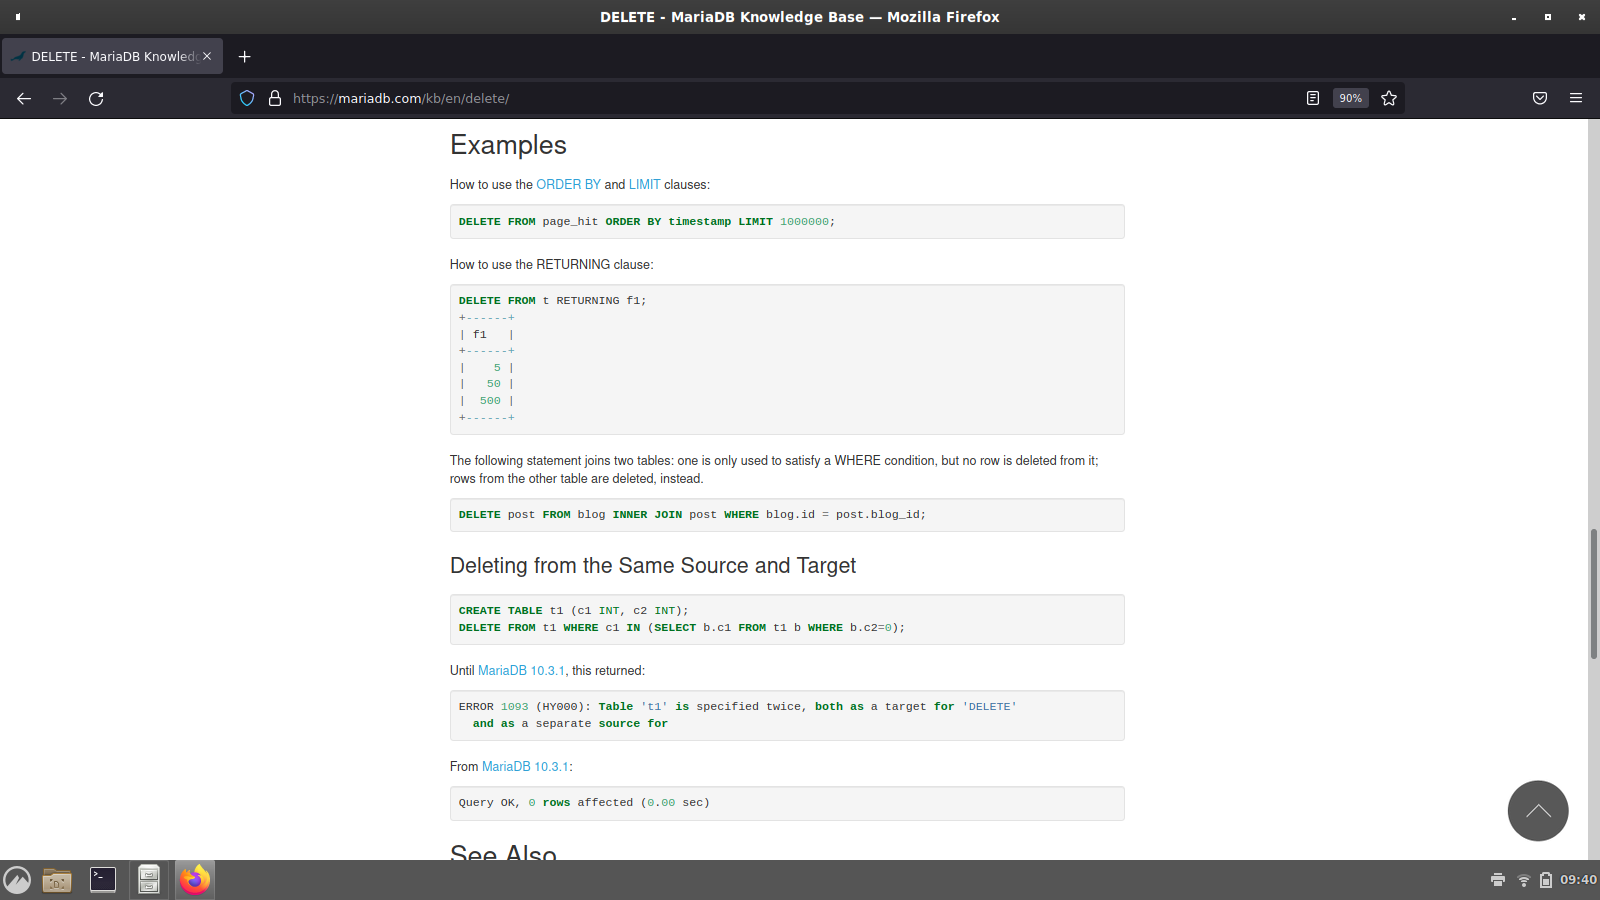 DELETE - MariaDB Knowledge Base — Mozilla Firefox
DELETE - MariaDB Knowled
https://mariadb.com/kb/en/delete/
90%
Examples
How to use the ORDER BY and LIMIT clauses:
DELETE FROM page_hit ORDER BY timestamp LIMIT 1000000;
How to use the RETURNING clause:
DELETE FROM t RETURNING f1;
+------+
| f1   |
+------+
|    5 |
|   50 |
|  500 |
+------+
The following statement joins two tables: one is only used to satisfy a WHERE condition, but no row is deleted from it;
rows from the other table are deleted, instead.
DELETE post FROM blog INNER JOIN post WHERE blog.id = post.blog_id;
Deleting from the Same Source and Target
CREATE TABLE t1 (c1 INT, c2 INT);
DELETE FROM t1 WHERE c1 IN (SELECT b.c1 FROM t1 b WHERE b.c2=0);
Until MariaDB 10.3.1, this returned:
ERROR 1093 (HY000): Table 't1' is specified twice, both as a target for 'DELETE'
  and as a separate source for
From MariaDB 10.3.1:
Query OK, 0 rows affected (0.00 sec)
See Also
09:40